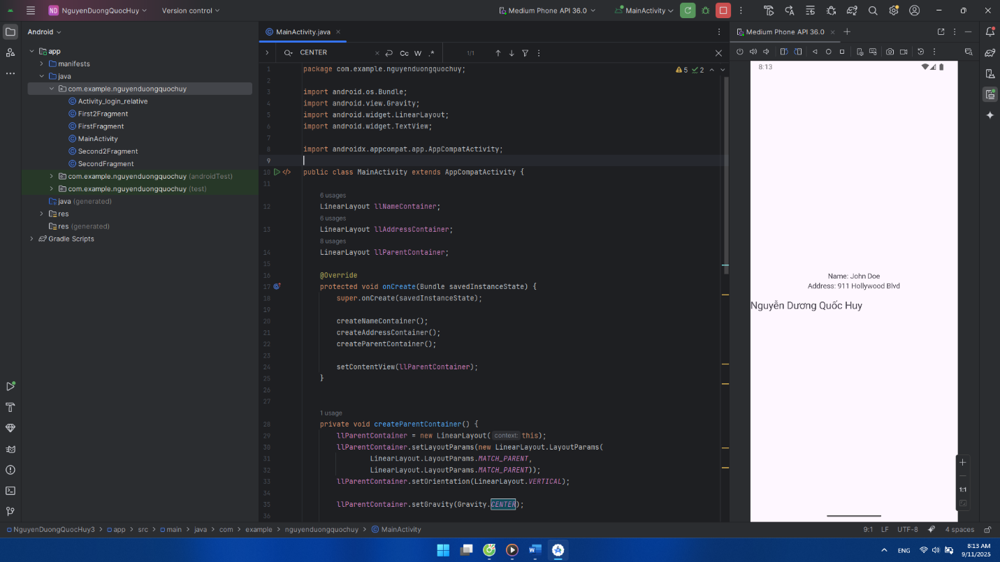 ND NguyenDuongQuocHuy Version control Medium Phone API 36.0 MainActivity
Android
app
manifests
java
com.example.nguyenduongquochuy
Activity_login_relative
First2Fragment
FirstFragment
MainActivity
Second2Fragment
SecondFragment
com.example.nguyenduongquochuy (androidTest)
com.example.nguyenduongquochuy (test)
java (generated)
res
res (generated)
Gradle Scripts
MainActivity.java
CENTER Cc W .* 1/1
5 2
1 package com.example.nguyenduongquochuy;
2
3 import android.os.Bundle;
4 import android.view.Gravity;
5 import android.widget.LinearLayout;
6 import android.widget.TextView;
7
8 import androidx.appcompat.app.AppCompatActivity;
9
10 public class MainActivity extends AppCompatActivity {
11
6 usages
12 LinearLayout llNameContainer;
6 usages
13 LinearLayout llAddressContainer;
8 usages
14 LinearLayout llParentContainer;
15
16 @Override
17 protected void onCreate(Bundle savedInstanceState) {
18 super.onCreate(savedInstanceState);
19
20 createNameContainer();
21 createAddressContainer();
22 createParentContainer();
23
24 setContentView(llParentContainer);
25 }
26
27
1 usage
28 private void createParentContainer() {
29 llParentContainer = new LinearLayout( context: this);
30 llParentContainer.setLayoutParams(new LinearLayout.LayoutParams(
31 LinearLayout.LayoutParams.MATCH_PARENT,
32 LinearLayout.LayoutParams.MATCH_PARENT));
33 llParentContainer.setOrientation(LinearLayout.VERTICAL);
34
35 llParentContainer.setGravity(Gravity.CENTER);
36
Medium Phone API 36.0
8:13
Name: John Doe
Address: 911 Hollywood Blvd
Nguyễn Dương Quốc Huy
1:1
NguyenDuongQuocHuy3 > app > src > main > java > com > example > nguyenduongquochuy > MainActivity 9:1 LF UTF-8 4 spaces
ENG
8:13 AM
9/11/2025